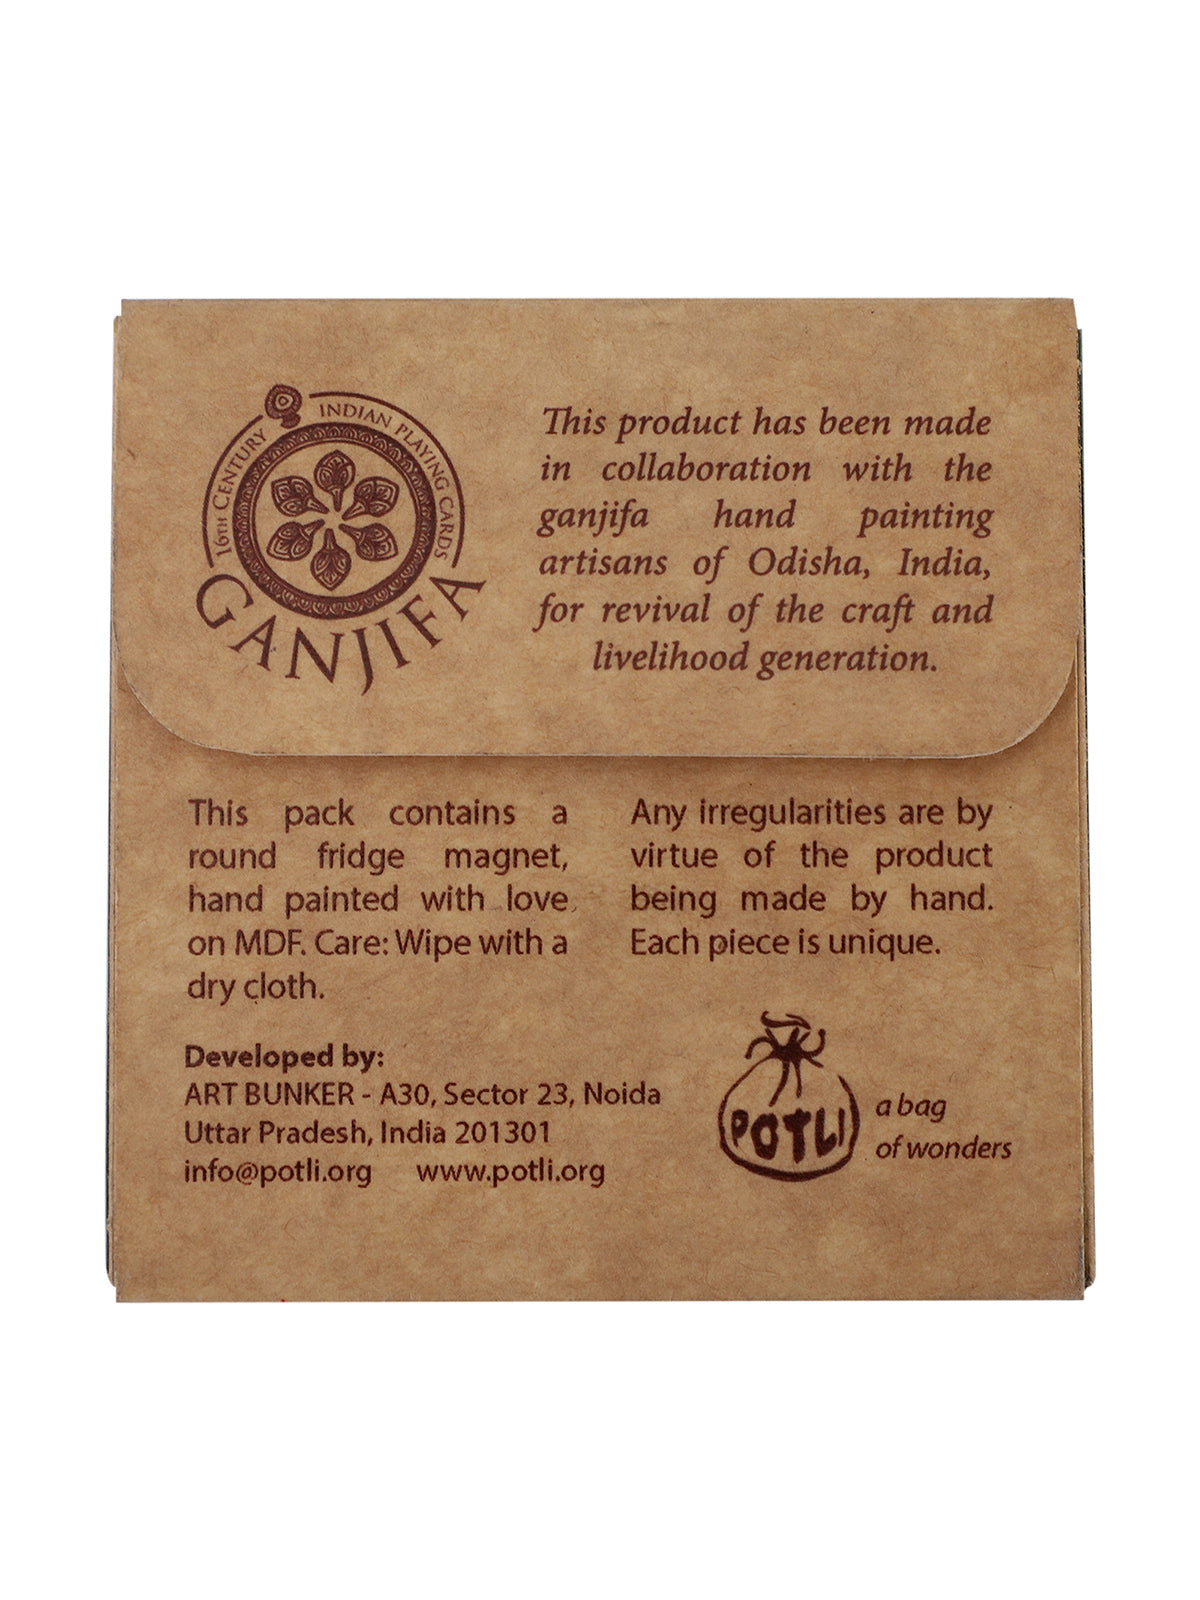 16TH CENTURY INDIAN PLAYING CARDS
GANJIFA
This product has been made
in collaboration with the
ganjifa hand painting
artisans of Odisha, India,
for revival of the craft and
livelihood generation.
This pack contains a
round fridge magnet,
hand painted with love
on MDF. Care: Wipe with a
dry cloth.
Any irregularities are by
virtue of the product
being made by hand.
Each piece is unique.
Developed by:
ART BUNKER - A30, Sector 23, Noida
Uttar Pradesh, India 201301
info@potli.org www.potli.org
POTLI
a bag
of wonders